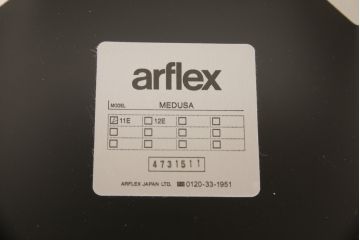 arflex
MODEL MEDUSA
11E 12E
4731511
ARFLEX JAPAN LTD. 0120-33-1951